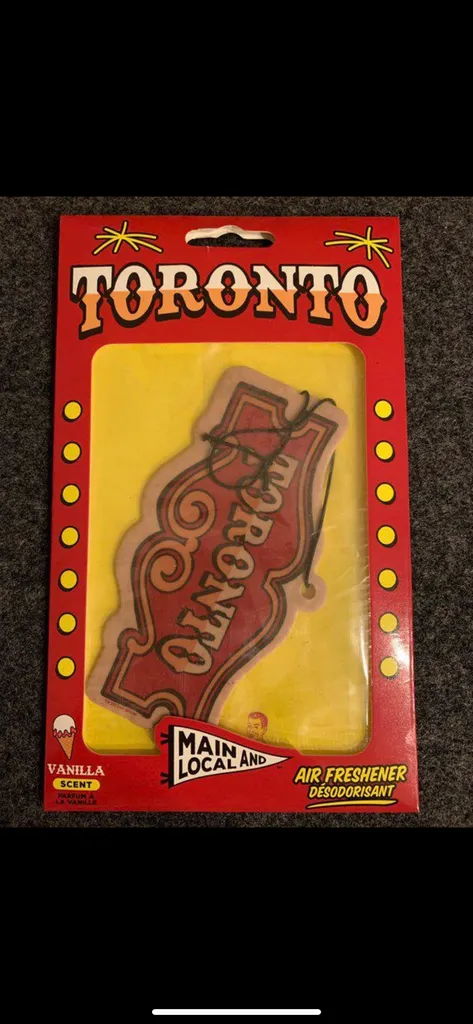 TORONTO
TORONTO
MAIN
AND
LOCAL
VANILLA
SCENT
PARFUM À
LA VANILLE
AIR FRESHENER
DÉSODORISANT